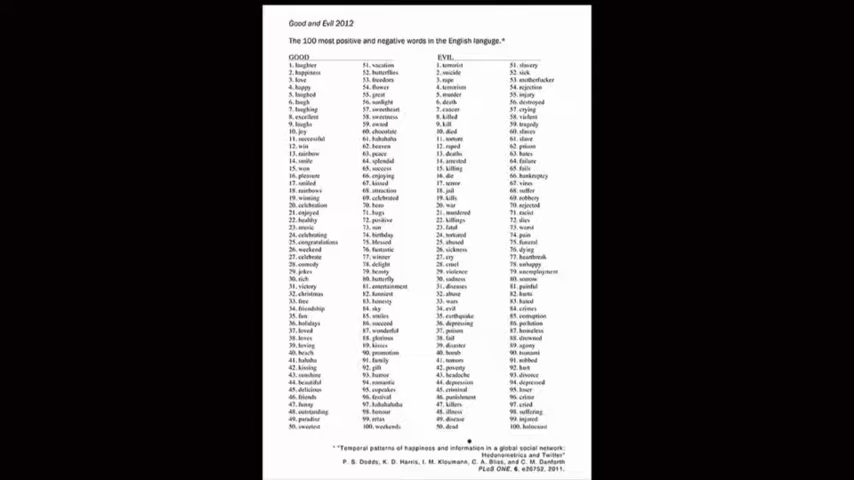 Good and Evil 2012
The 100 most positive and negative words in the English languge.*
GOOD
1. laughter
2. happiness
3. love
4. happy
5. laughed
6. laugh
7. laughing
8. excellent
9. laughs
10. joy
11. successful
12. win
13. rainbow
14. smile
15. won
16. pleasure
17. smiled
18. rainbows
19. winning
20. celebration
21. enjoyed
22. healthy
23. music
24. celebrating
25. congratulations
26. weekend
27. celebrate
28. comedy
29. jokes
30. rich
31. victory
32. christmas
33. free
34. friendship
35. fun
36. holidays
37. loved
38. loves
39. loving
40. beach
41. hahaha
42. kissing
43. sunshine
44. beautiful
45. delicious
46. friends
47. funny
48. outstanding
49. paradise
50. sweetest
51. vacation
52. butterflies
53. freedom
54. flower
55. great
56. sunlight
57. sweetheart
58. sweetness
59. award
60. chocolate
61. hahahaha
62. heaven
63. peace
64. splendid
65. success
66. enjoying
67. kissed
68. attraction
69. celebrated
70. hero
71. hugs
72. positive
73. sun
74. birthday
75. blessed
76. fantastic
77. winner
78. delight
79. beauty
80. butterfly
81. entertainment
82. funniest
83. honesty
84. sky
85. smiles
86. succeed
87. wonderful
88. glorious
89. kisses
90. promotion
91. family
92. gift
93. humor
94. romantic
95. cupcakes
96. festival
97. hahahahaha
98. honour
99. relax
100. weekends
EVIL
1. terrorist
2. suicide
3. rape
4. terrorism
5. murder
6. death
7. cancer
8. killed
9. kill
10. died
11. torture
12. raped
13. deaths
14. arrested
15. killing
16. die
17. terror
18. jail
19. kills
20. war
21. murdered
22. killings
23. fatal
24. tortured
25. abused
26. sickness
27. cry
28. cruel
29. violence
30. sadness
31. diseases
32. abuse
33. wars
34. evil
35. earthquake
36. depressing
37. prison
38. fail
39. disaster
40. bomb
41. tumors
42. poverty
43. headache
44. depression
45. criminal
46. punishment
47. killers
48. illness
49. disease
50. dead
51. slavery
52. sick
53. motherfucker
54. rejection
55. injury
56. destroyed
57. crying
58. violent
59. tragedy
60. slaves
61. slave
62. prison
63. hates
64. failure
65. fails
66. bankruptcy
67. virus
68. suffer
69. robbery
70. rejected
71. racist
72. dies
73. worst
74. pain
75. funeral
76. dying
77. heartbreak
78. unhappy
79. unemployment
80. sorrow
81. painful
82. hurts
83. hated
84. crimes
85. corruption
86. pollution
87. homeless
88. drowned
89. agony
90. tsunami
91. robbed
92. hurt
93. divorce
94. depressed
95. loser
96. crime
97. cried
98. suffering
99. injured
100. holocaust
* "Temporal patterns of happiness and information in a global social network:
Hedonometrics and Twitter"
P. S. Dodds, K. D. Harris, I. M. Kloumann, C. A. Bliss, and C. M. Danforth
PLoS ONE, 6, e26752, 2011.